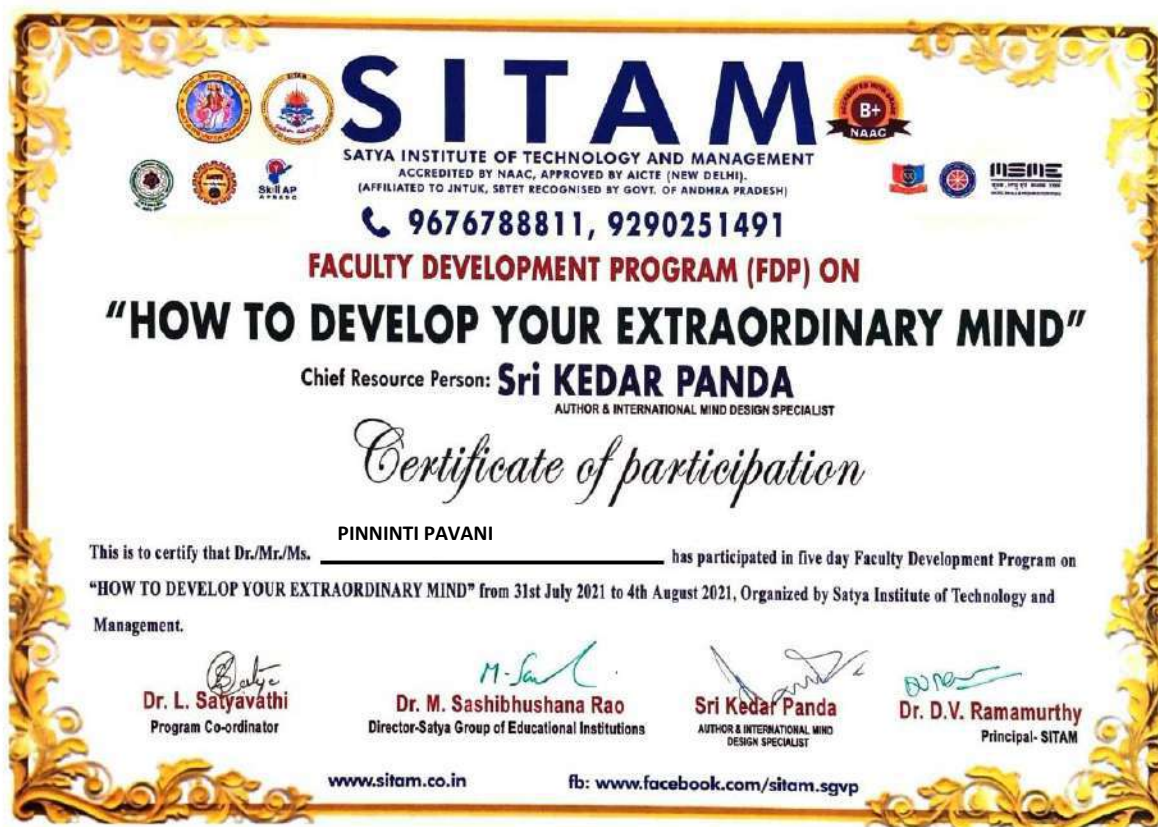 SITAM
SATYA INSTITUTE OF TECHNOLOGY AND MANAGEMENT
ACCREDITED BY NAAC, APPROVED BY AICTE (NEW DELHI).
(AFFILIATED TO JNTUK, SBTET RECOGNISED BY GOVT. OF ANDHRA PRADESH)
B+
NAAC
Skill AP
APSSDC
MSME
9676788811, 9290251491
FACULTY DEVELOPMENT PROGRAM (FDP) ON
"HOW TO DEVELOP YOUR EXTRAORDINARY MIND"
Chief Resource Person: Sri KEDAR PANDA
AUTHOR & INTERNATIONAL MIND DESIGN SPECIALIST
Certificate of participation
PINNINTI PAVANI
This is to certify that Dr./Mr./Ms. has participated in five day Faculty Development Program on
"HOW TO DEVELOP YOUR EXTRAORDINARY MIND" from 31st July 2021 to 4th August 2021, Organized by Satya Institute of Technology and
Management.
Dr. L. Satyavathi
Program Co-ordinator
Dr. M. Sashibhushana Rao
Director-Satya Group of Educational Institutions
Sri Kedar Panda
AUTHOR & INTERNATIONAL MIND
DESIGN SPECIALIST
Dr. D.V. Ramamurthy
Principal- SITAM
www.sitam.co.in
fb: www.facebook.com/sitam.sgvp